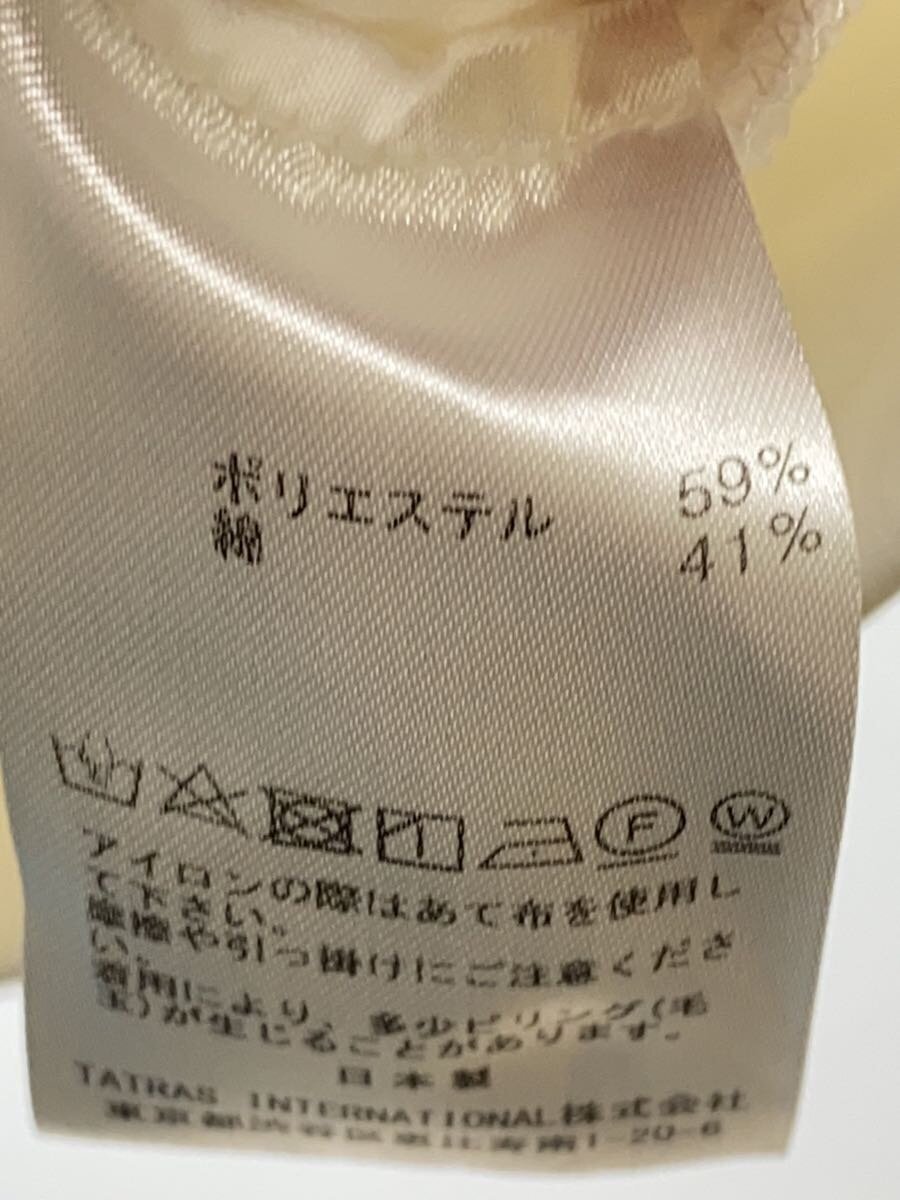 ポリエステル 59%
綿 41%
F W
アイロンの際はあて布を使用し
て下さい。
摩擦や引っ掛けにご注意くださ
い。
着用により、多少ピリング(毛
玉)が生じることがあります。
日本製
TATRAS INTERNATIONAL株式会社
東京都渋谷区恵比寿南1-20-6